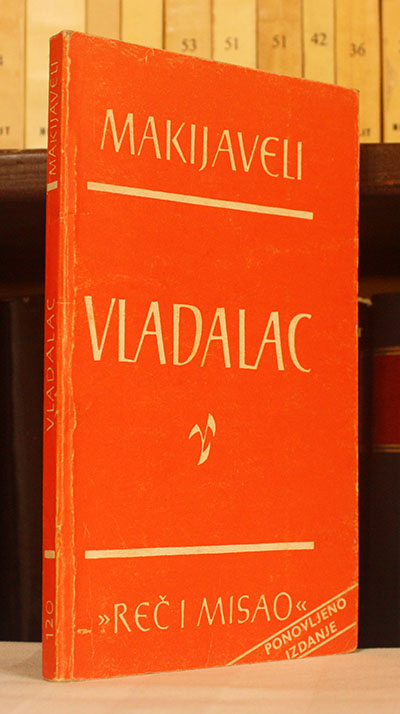 53
51
51
42
36
MAKIJAVELI
VLADALAC
»REČ I MISAO«
PONOVLJENO
IZDANJE
MAKIJAVELI
VLADALAC
120